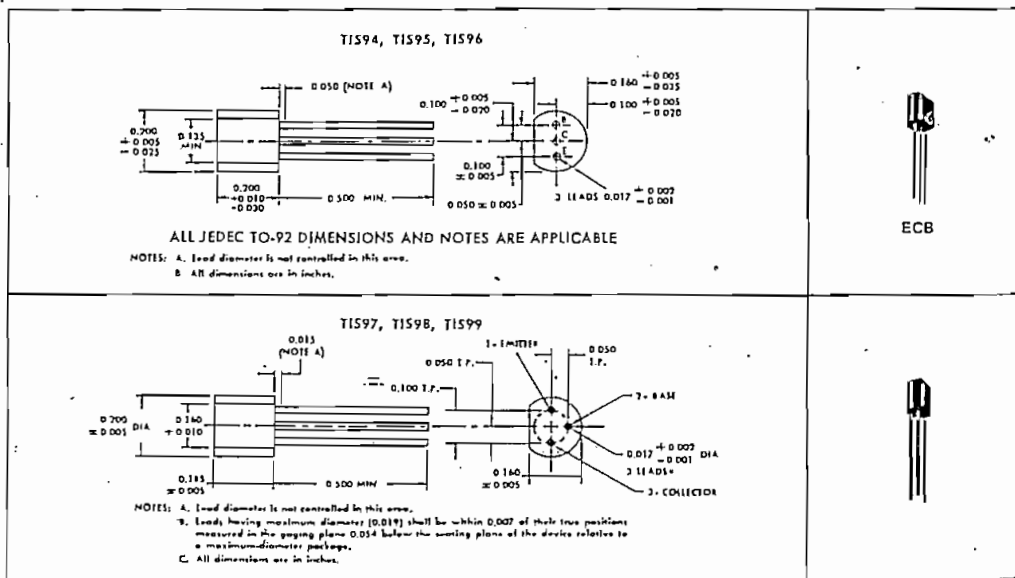 TIS94, TIS95, TIS96
0.050 (NOTE A)
0.100 +0.005 -0.020
0.160 +0.005 -0.025
0.100 +0.005 -0.020
0.200 +0.005 -0.025
0.135 MIN
B
C
E
0.100 ±0.005
0.200 +0.010 -0.030
0.500 MIN.
0.050 ±0.005
3 LEADS 0.017 +0.002 -0.001
ECB
ALL JEDEC TO-92 DIMENSIONS AND NOTES ARE APPLICABLE
NOTES: A. Lead diameter is not controlled in this area.
B. All dimensions are in inches.
TIS97, TIS98, TIS99
0.015 (NOTE A)
1- EMITTER
0.050 T.P.
0.050 T.P.
0.100 T.P.
2- BASE
0.200 ±0.005 DIA
0.160 +0.010
0.017 +0.002 -0.001 DIA
3 LEADS
0.185 ±0.005
0.500 MIN
0.160 ±0.005
3- COLLECTOR
NOTES: A. Lead diameter is not controlled in this area.
B. Leads having maximum diameter (0.019) shall be within 0.007 of their true positions
measured in the gaging plane 0.054 below the seating plane of the device relative to
a maximum-diameter package.
C. All dimensions are in inches.